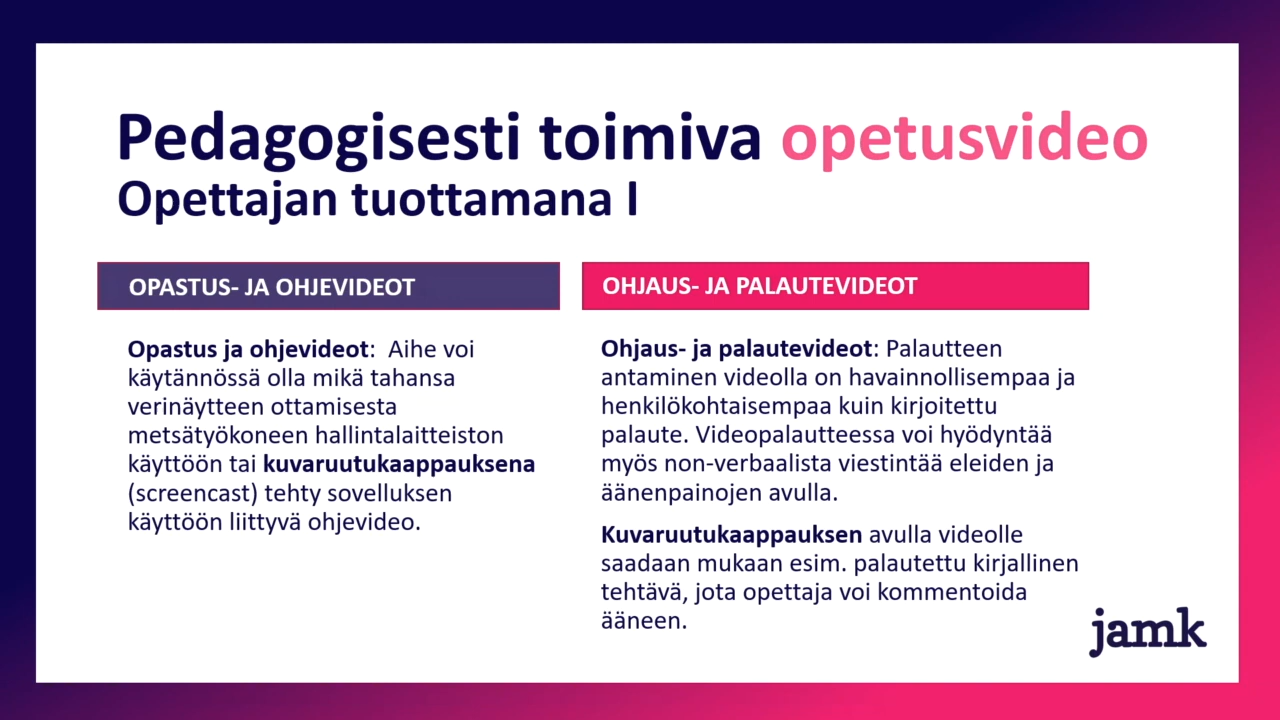 Pedagogisesti toimiva opetusvideo
Opettajan tuottamana I
OPASTUS- JA OHJEVIDEOT
Opastus ja ohjevideot:  Aihe voi
käytännössä olla mikä tahansa
verinäytteen ottamisesta
metsätyökoneen hallintalaitteiston
käyttöön tai kuvaruutukaappauksena
(screencast) tehty sovelluksen
käyttöön liittyvä ohjevideo.
OHJAUS- JA PALAUTEVIDEOT
Ohjaus- ja palautevideot: Palautteen
antaminen videolla on havainnollisempaa ja
henkilökohtaisempaa kuin kirjoitettu
palaute. Videopalautteessa voi hyödyntää
myös non-verbaalista viestintää eleiden ja
äänenpainojen avulla.
Kuvaruutukaappauksen avulla videolle
saadaan mukaan esim. palautettu kirjallinen
tehtävä, jota opettaja voi kommentoida
ääneen.
jamk